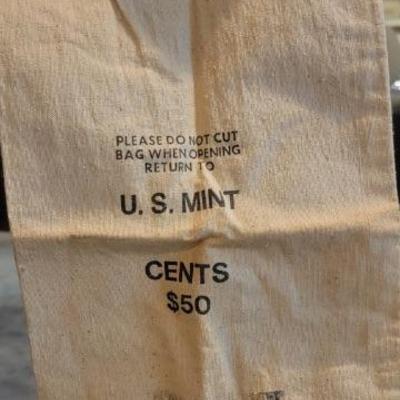 PLEASE DO NOT CUT
BAG WHEN OPENING
RETURN TO
U. S. MINT
CENTS
$50